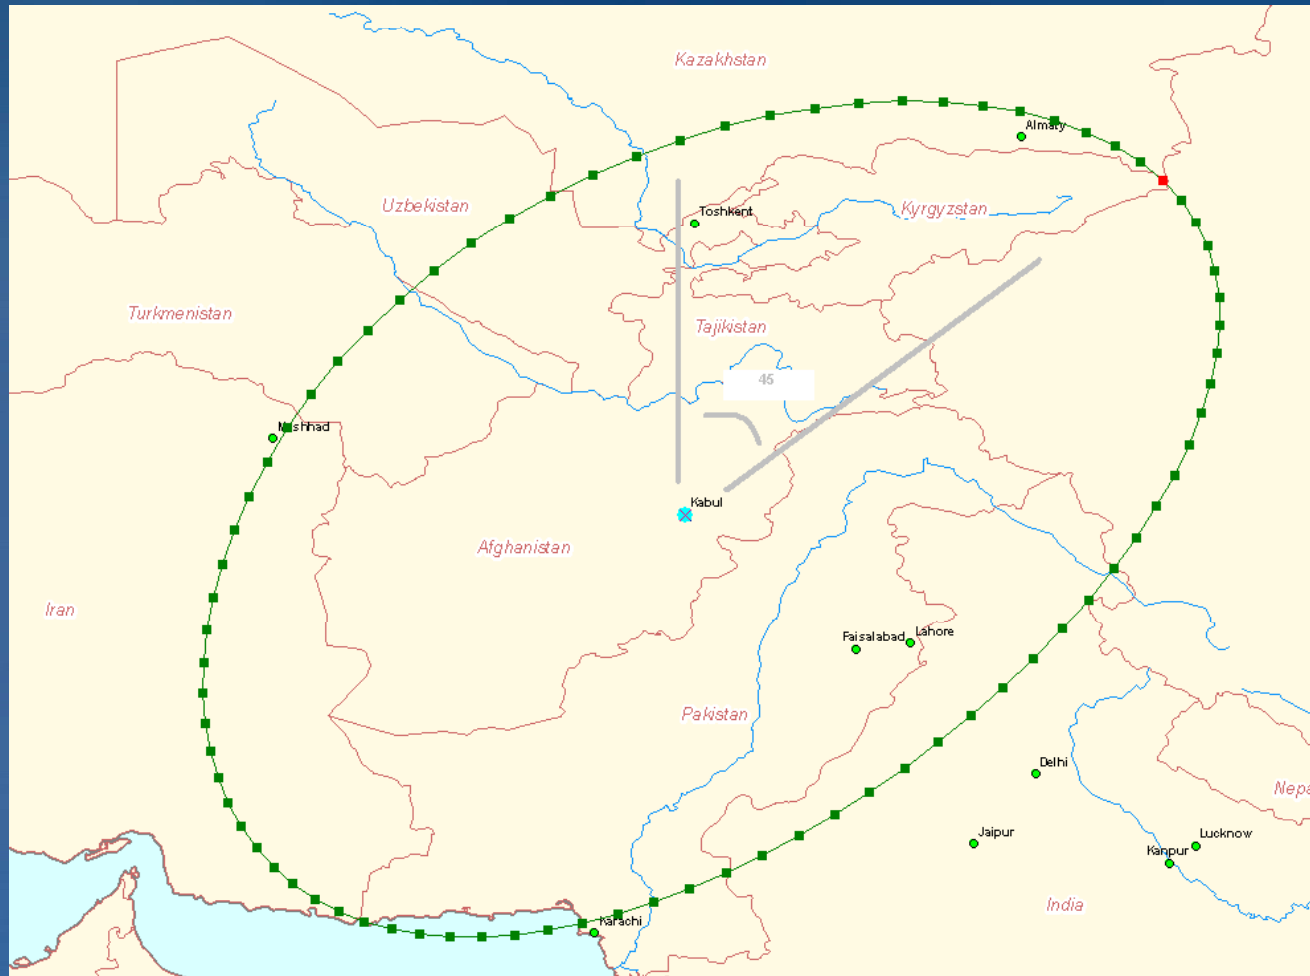 Kazakhstan
Almaty
Uzbekistan
Toshkent
Kyrgyzstan
Turkmenistan
Tajikistan
45
Mashhad
Kabul
Afghanistan
Iran
Faisalabad
Lahore
Pakistan
Delhi
Nepa
Jaipur
Lucknow
Kanpur
India
Karachi